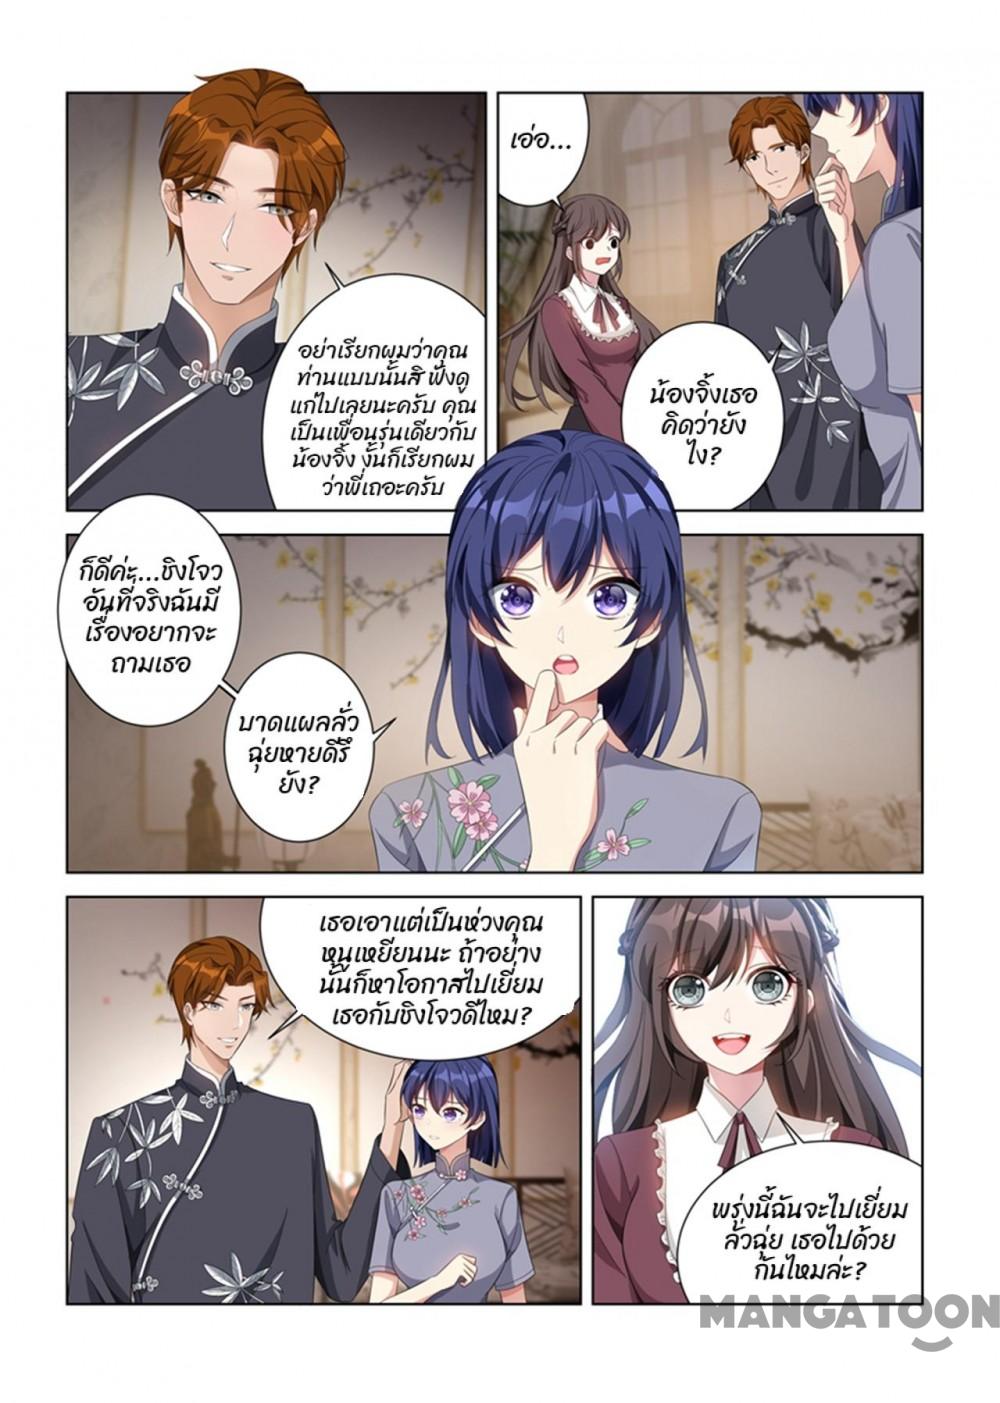 อย่าเรียกผมว่าคุณ
ท่านแบบนั้นสิ ฟังดู
แก่ไปเลยนะครับ คุณ
เป็นเพื่อนรุ่นเดียวกับ
น้องจิ้ง งั้นก็เรียกผม
ว่าพี่เถอะครับ
เอ่อ...
น้องจิ้งเธอ
คิดว่ายัง
ไง?
ก็ดีค่ะ...ชิงโจว
อันที่จริงฉันมี
เรื่องอยากจะ
ถามเธอ
บาดแผลลั่ว
ฉุ่ยหายดีรึ
ยัง?
เธอเอาแต่เป็นห่วงคุณ
หนูเหยียนนะ ถ้าอย่าง
นั้นก็หาโอกาสไปเยี่ยม
เธอกับชิงโจวดีไหม?
พรุ่งนี้ฉันจะไปเยี่ยม
ลั่วฉุ่ย เธอไปด้วย
กันไหมล่ะ?
MANGATOON